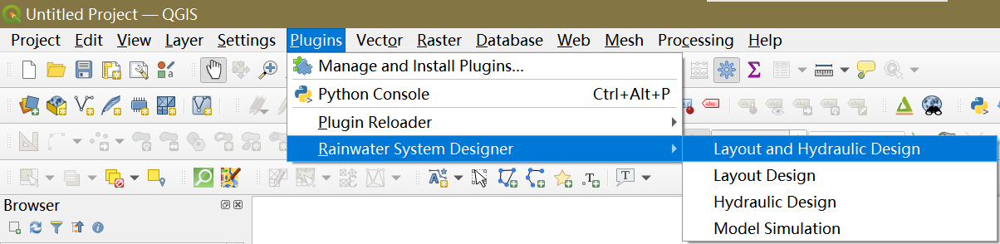 Untitled Project — QGIS
Project Edit View Layer Settings Plugins Vector Raster Database Web Mesh Processing Help
Manage and Install Plugins...
Python Console Ctrl+Alt+P
Plugin Reloader
Rainwater System Designer
Layout and Hydraulic Design
Layout Design
Hydraulic Design
Model Simulation
Browser